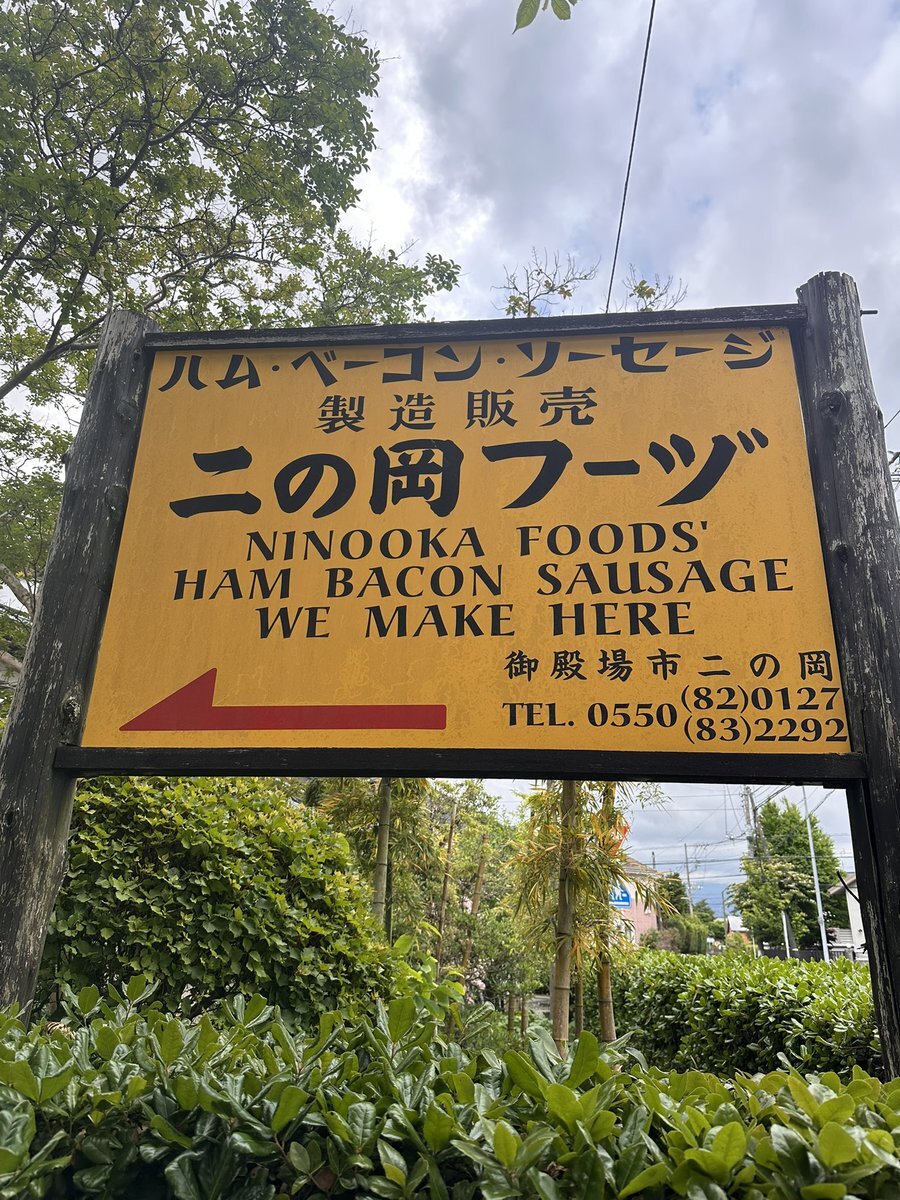 ハム・ベーコン・ソーセージ
製造販売
二の岡フーヅ
NINOOKA FOODS'
HAM BACON SAUSAGE
WE MAKE HERE
御殿場市二の岡
TEL. 0550 (82)0127
(83)2292